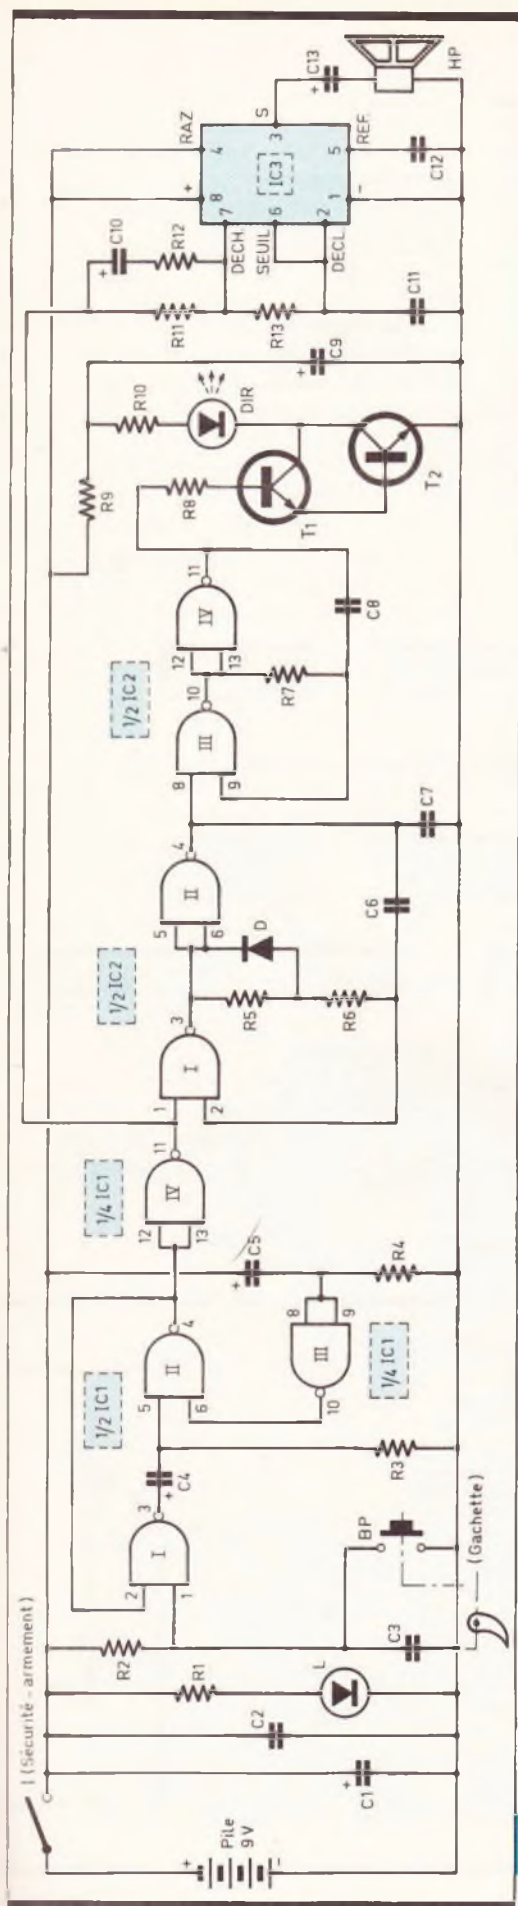 I (Sécurité - armement)
Pile
9 V
+
-
C1
+
C2
R1
L
R2
C3
BP
(Gachette)
1
2
I
3
+
C4
R3
1/2 IC1
5
6
II
4
1/4 IC1
10
III
8
9
+
C5
R4
1/4 IC1
12
13
IV
11
1/2 IC2
1
2
I
3
R5
R6
D
5
6
II
4
C6
C7
1/2 IC2
8
9
III
10
R7
12
13
IV
11
C8
R8
T1
T2
R9
R10
DIR
+
C9
+
C10
R11
R12
R13
C11
DECH.
SEUIL
DECL.
7
6
2
+
8
RAZ
4
IC3
S
3
1
-
5
REF.
C12
+
C13
HP